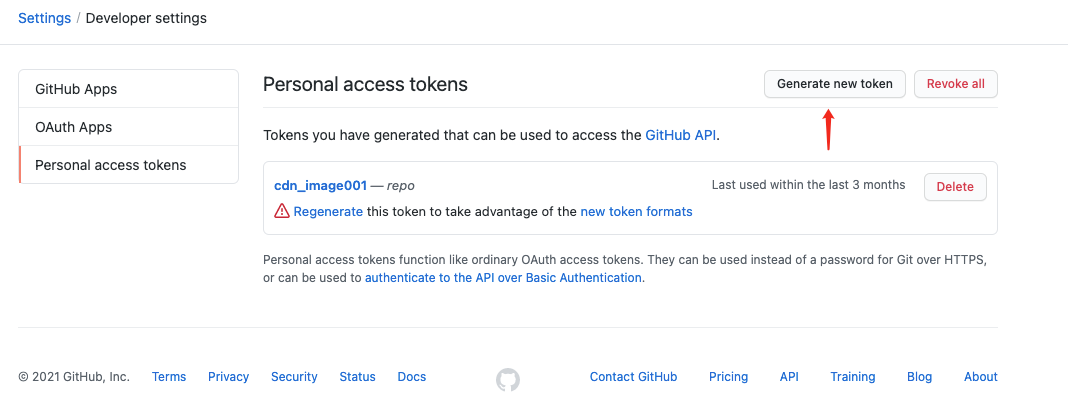 Settings / Developer settings
GitHub Apps
OAuth Apps
Personal access tokens
Personal access tokens
Generate new token
Revoke all
Tokens you have generated that can be used to access the GitHub API.
cdn_image001 — repo
Last used within the last 3 months
Delete
Regenerate this token to take advantage of the new token formats
Personal access tokens function like ordinary OAuth access tokens. They can be used instead of a password for Git over HTTPS,
or can be used to authenticate to the API over Basic Authentication.
© 2021 GitHub, Inc. Terms Privacy Security Status Docs Contact GitHub Pricing API Training Blog About